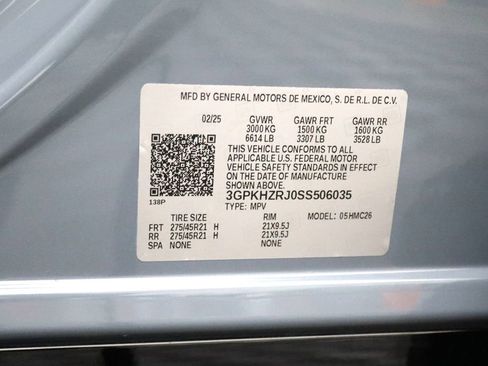 MFD BY GENERAL MOTORS DE MEXICO, S. DE R.L. DE C.V.
02/25 GVWR GAWR FRT GAWR RR
3000 KG 1500 KG 1600 KG
6614 LB 3307 LB 3528 LB
THIS VEHICLE CONFORMS TO ALL
APPLICABLE U.S. FEDERAL MOTOR
VEHICLE SAFETY STANDARDS IN EFFECT
ON THE DATE OF MANUFACTURE
SHOWN ABOVE.
3GPKHZRJ0SS506035
138P TYPE: MPV
TIRE SIZE RIM MODEL: 05HMC26
FRT 275/45R21 H 21X9.5J
RR 275/45R21 H 21X9.5J
SPA NONE NONE